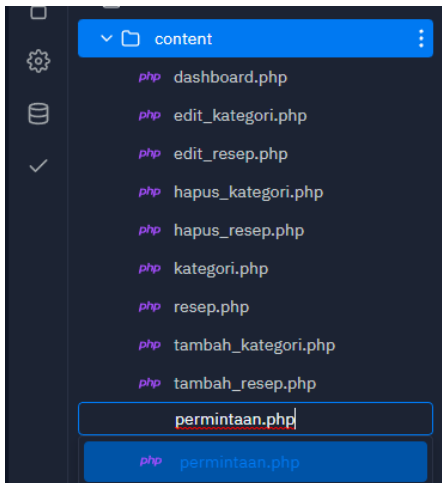 content
php dashboard.php
php edit_kategori.php
php edit_resep.php
php hapus_kategori.php
php hapus_resep.php
php kategori.php
php resep.php
php tambah_kategori.php
php tambah_resep.php
permintaan.php
php permintaan.php